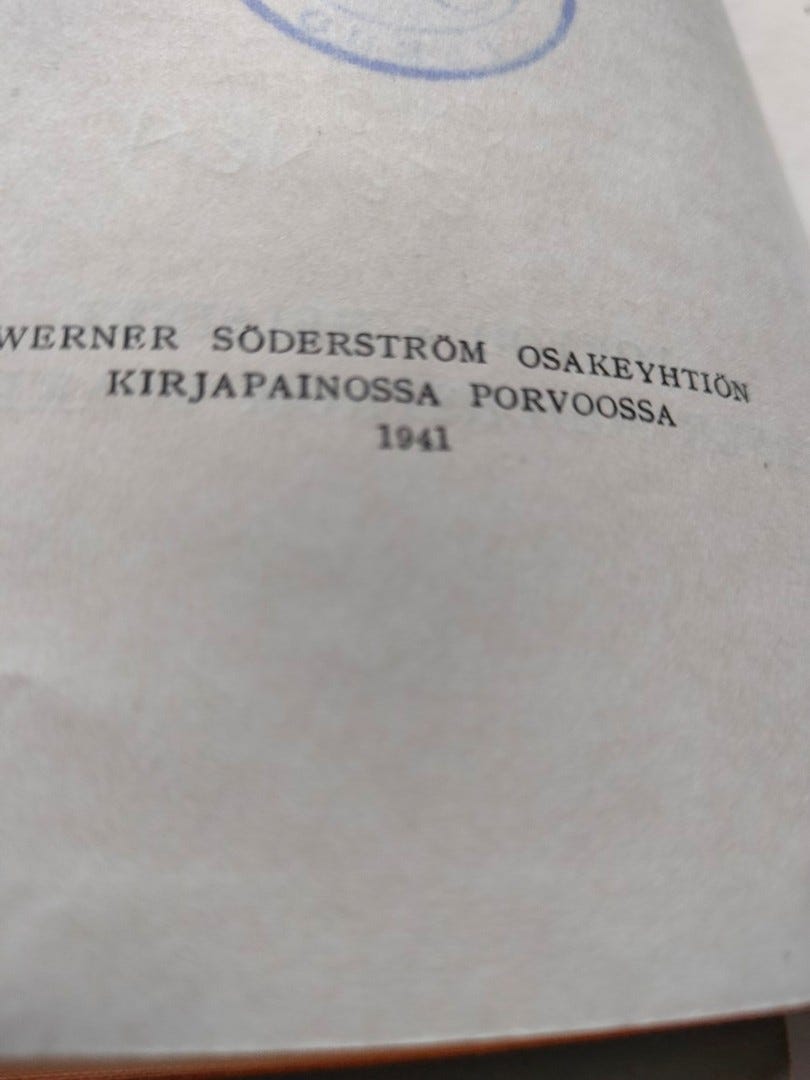 WERNER SÖDERSTRÖM OSAKEYHTIÖN
KIRJAPAINOSSA PORVOOSSA
1941